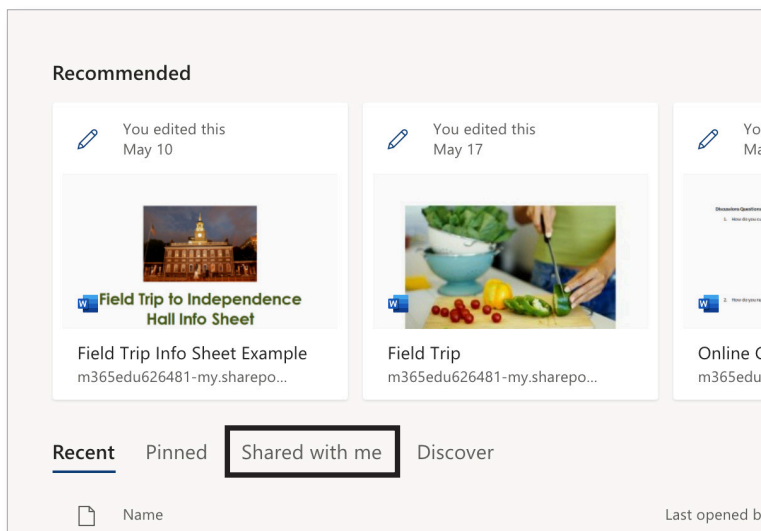 Recommended
You edited this
May 10
Field Trip to Independence
Hall Info Sheet
Field Trip Info Sheet Example
m365edu626481-my.sharepo...
You edited this
May 17
Field Trip
m365edu626481-my.sharepo...
Discussions Questions
Online
m365edu
Recent Pinned Shared with me Discover
Name Last opened b